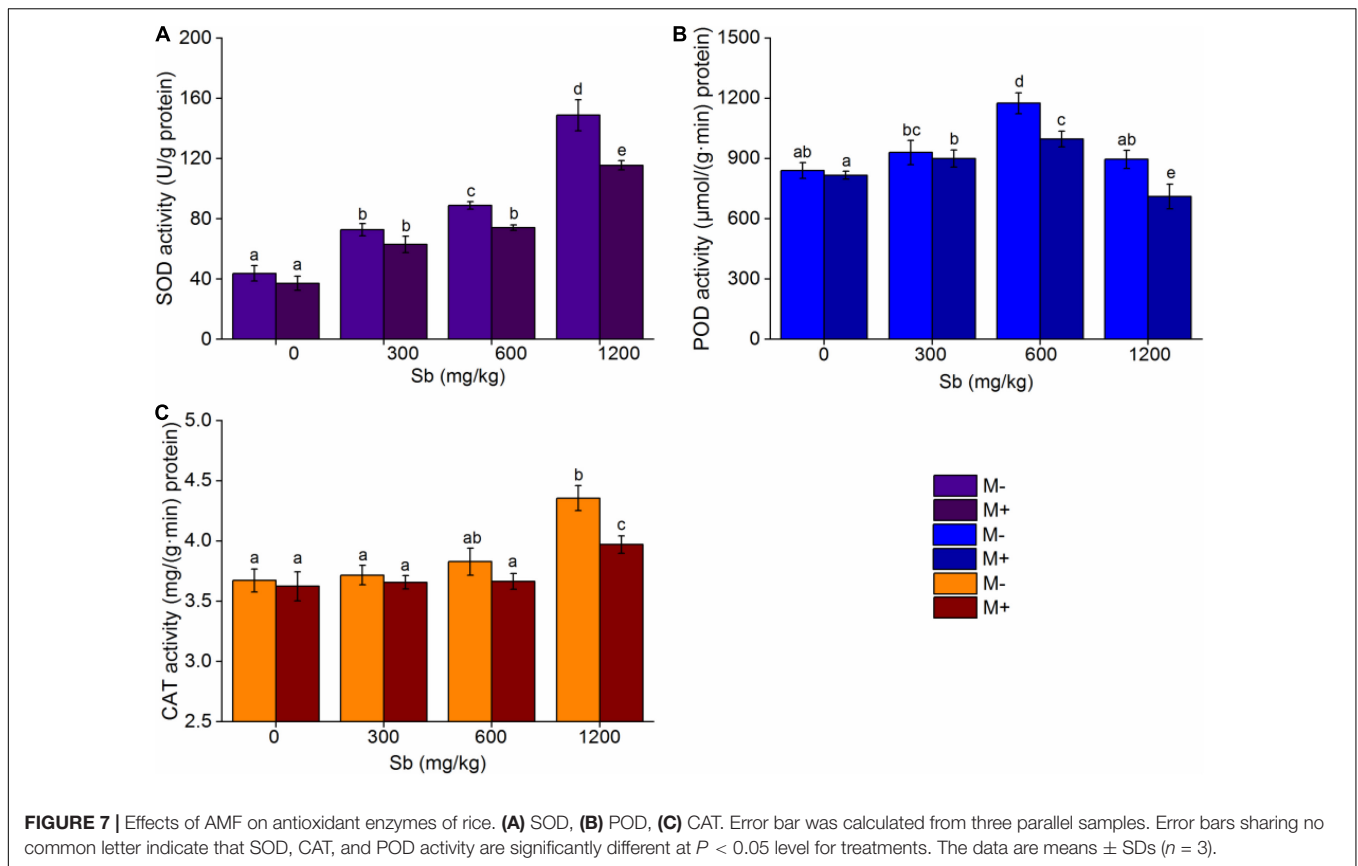 A
200
160
120
80
40
0
SOD activity (U/g protein)
a
a
b
b
c
b
d
e
0 300 600 1200
Sb (mg/kg)
B
1500
1200
900
600
300
0
POD activity (μmol/(g·min) protein)
ab
a
bc
b
d
c
ab
e
0 300 600 1200
Sb (mg/kg)
C
5.0
4.5
4.0
3.5
3.0
2.5
CAT activity (mg/(g·min) protein)
a
a
a
a
ab
a
b
c
0 300 600 1200
Sb (mg/kg)
M-
M+
M-
M+
M-
M+
FIGURE 7 | Effects of AMF on antioxidant enzymes of rice. (A) SOD, (B) POD, (C) CAT. Error bar was calculated from three parallel samples. Error bars sharing no
common letter indicate that SOD, CAT, and POD activity are significantly different at P < 0.05 level for treatments. The data are means ± SDs (n = 3).